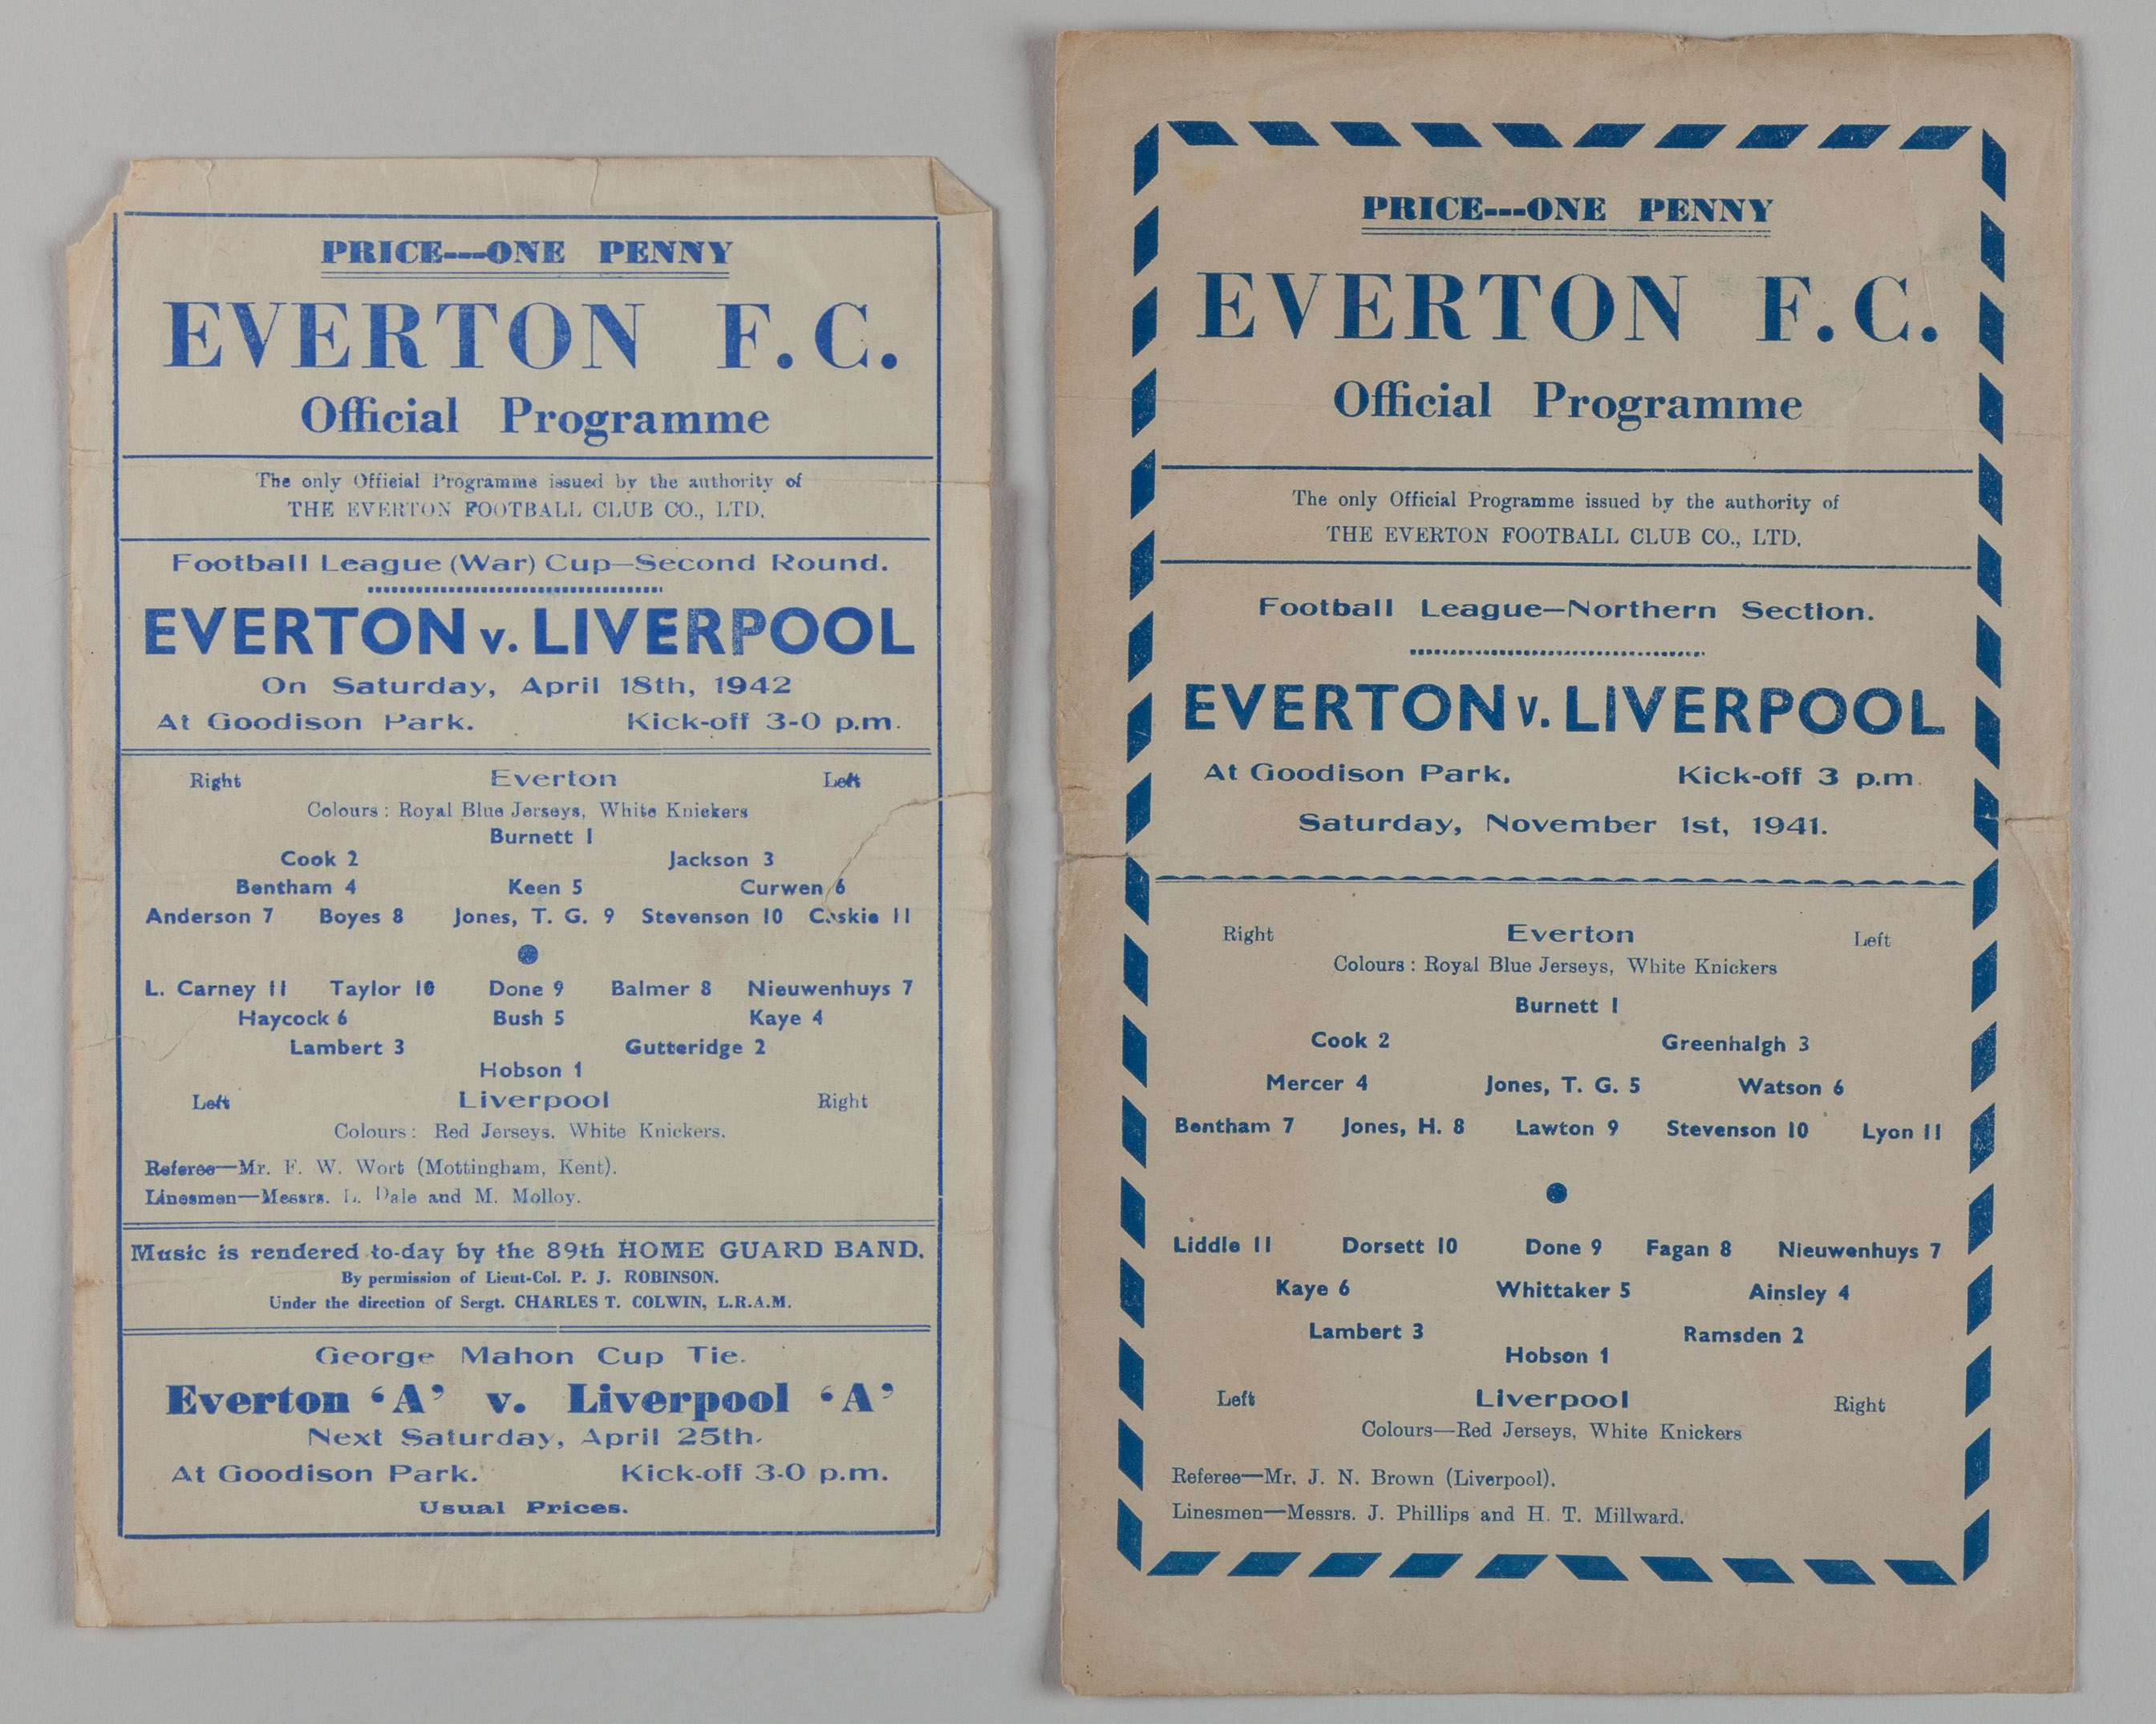 PRICE---ONE PENNY
EVERTON F.C.
Official Programme
The only Official Programme issued by the authority of
THE EVERTON FOOTBALL CLUB CO., LTD.
Football League (War) Cup—Second Round.
EVERTON v. LIVERPOOL
On Saturday, April 18th, 1942
At Goodison Park. Kick-off 3-0 p.m.
Right Everton Left
Colours: Royal Blue Jerseys, White Knickers
Burnett 1
Cook 2 Jackson 3
Bentham 4 Keen 5 Curwen 6
Anderson 7 Boyes 8 Jones, T. G. 9 Stevenson 10 Caskie 11
L. Carney 11 Taylor 10 Done 9 Balmer 8 Nieuwenhuys 7
Haycock 6 Bush 5 Kaye 4
Lambert 3 Gutteridge 2
Hobson 1
Left Liverpool Right
Colours: Red Jerseys. White Knickers.
Referee—Mr. F. W. Wort (Mottingham, Kent).
Linesmen—Messrs. L. Dale and M. Molloy.
Music is rendered to-day by the 89th HOME GUARD BAND.
By permission of Lieut-Col. P. J. ROBINSON.
Under the direction of Sergt. CHARLES T. COLWIN, L.R.A.M.
George Mahon Cup Tie.
Everton ‘A’ v. Liverpool ‘A’
Next Saturday, April 25th.
At Goodison Park. Kick-off 3-0 p.m.
Usual Prices.
PRICE---ONE PENNY
EVERTON F.C.
Official Programme
The only Official Programme issued by the authority of
THE EVERTON FOOTBALL CLUB CO., LTD.
Football League—Northern Section.
EVERTON v. LIVERPOOL
At Goodison Park. Kick-off 3 p.m.
Saturday, November 1st, 1941.
Right Everton Left
Colours: Royal Blue Jerseys, White Knickers
Burnett 1
Cook 2 Greenhalgh 3
Mercer 4 Jones, T. G. 5 Watson 6
Bentham 7 Jones, H. 8 Lawton 9 Stevenson 10 Lyon 11
Liddle 11 Dorsett 10 Done 9 Fagan 8 Nieuwenhuys 7
Kaye 6 Whittaker 5 Ainsley 4
Lambert 3 Ramsden 2
Hobson 1
Left Liverpool Right
Colours—Red Jerseys, White Knickers
Referee—Mr. J. N. Brown (Liverpool).
Linesmen—Messrs. J. Phillips and H. T. Millward.